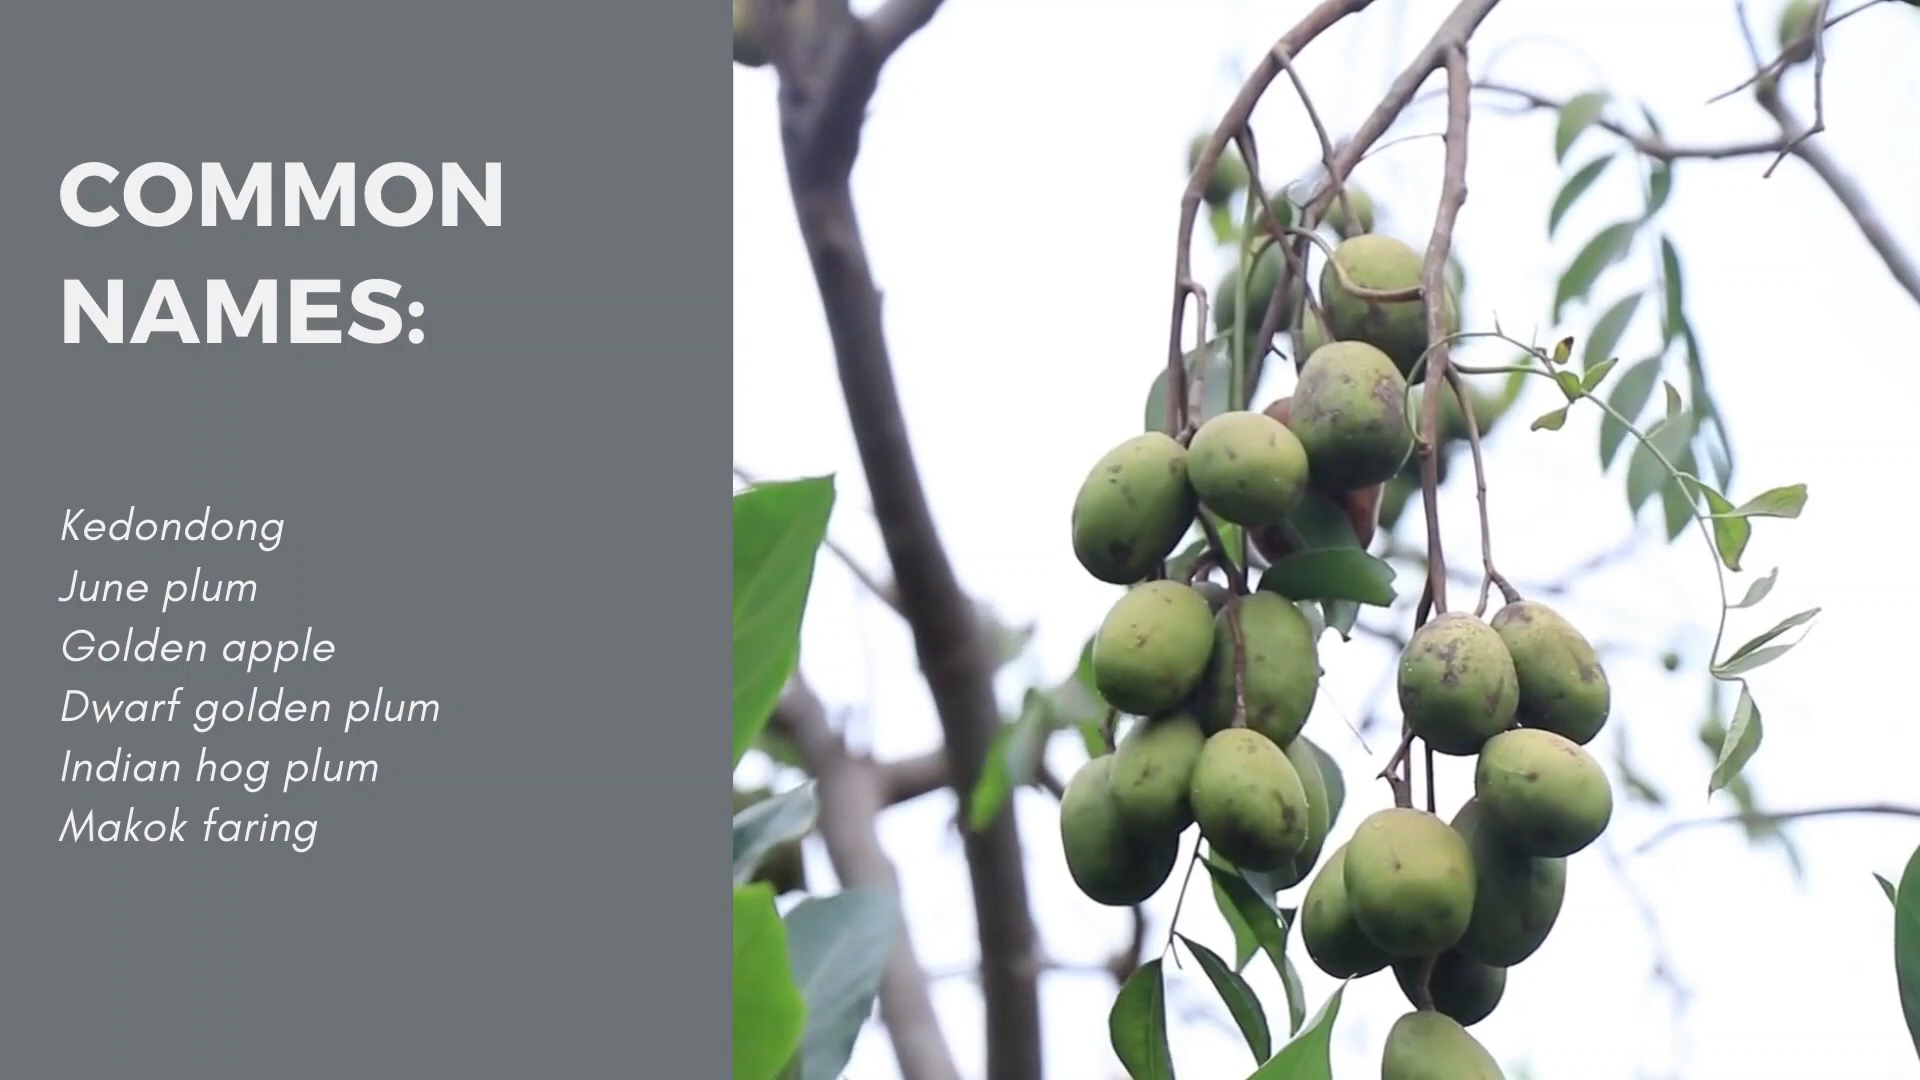 COMMON
NAMES:
Kedondong
June plum
Golden apple
Dwarf golden plum
Indian hog plum
Makok faring